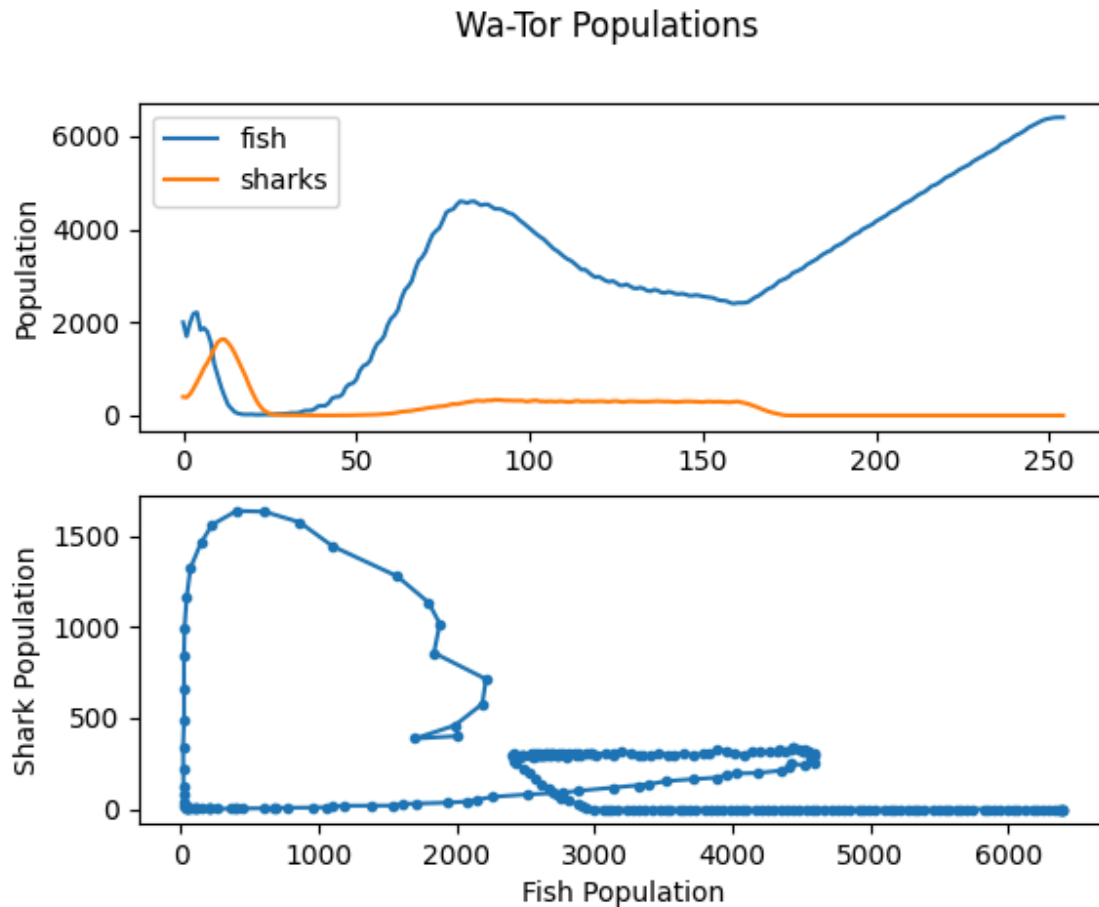 Wa-Tor Populations
6000
4000
2000
0
Population
fish
sharks
0 50 100 150 200 250
1500
1000
500
0
Shark Population
0 1000 2000 3000 4000 5000 6000
Fish Population